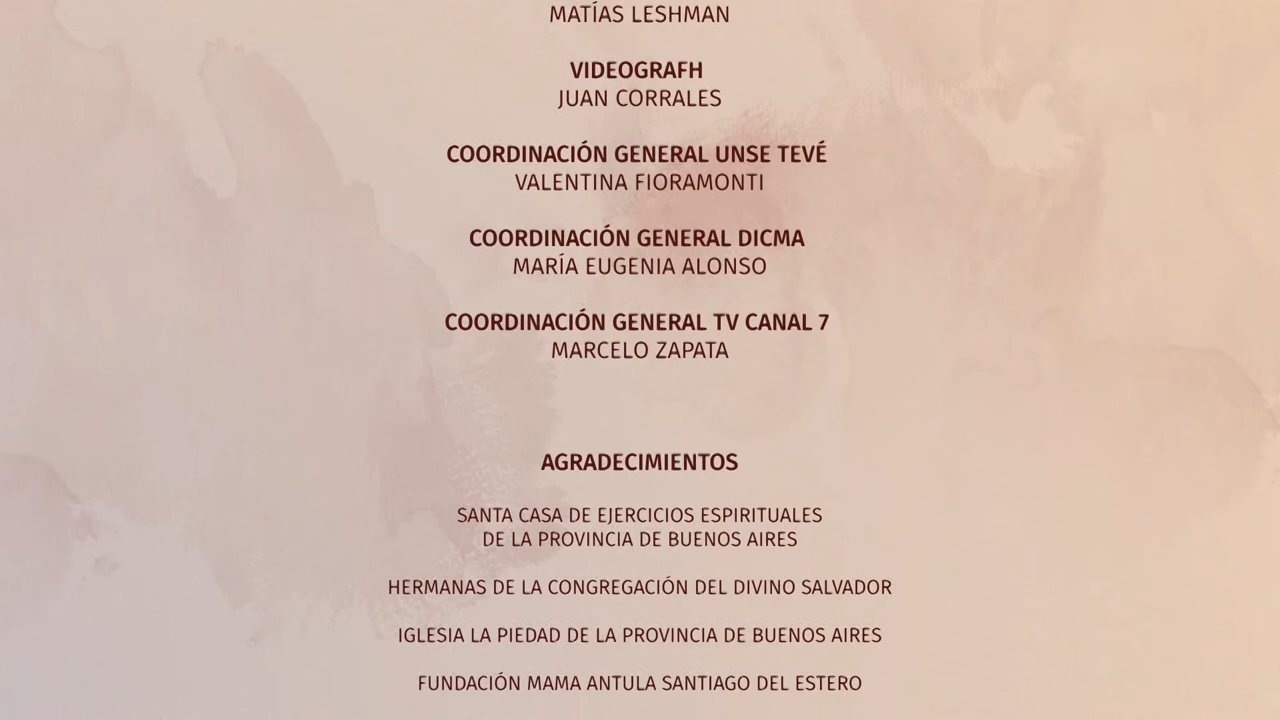 MATÍAS LESHMAN
VIDEOGRAFH
JUAN CORRALES
COORDINACIÓN GENERAL UNSE TEVÉ
VALENTINA FIORAMONTI
COORDINACIÓN GENERAL DICMA
MARÍA EUGENIA ALONSO
COORDINACIÓN GENERAL TV CANAL 7
MARCELO ZAPATA
AGRADECIMIENTOS
SANTA CASA DE EJERCICIOS ESPIRITUALES
DE LA PROVINCIA DE BUENOS AIRES
HERMANAS DE LA CONGREGACIÓN DEL DIVINO SALVADOR
IGLESIA LA PIEDAD DE LA PROVINCIA DE BUENOS AIRES
FUNDACIÓN MAMA ANTULA SANTIAGO DEL ESTERO